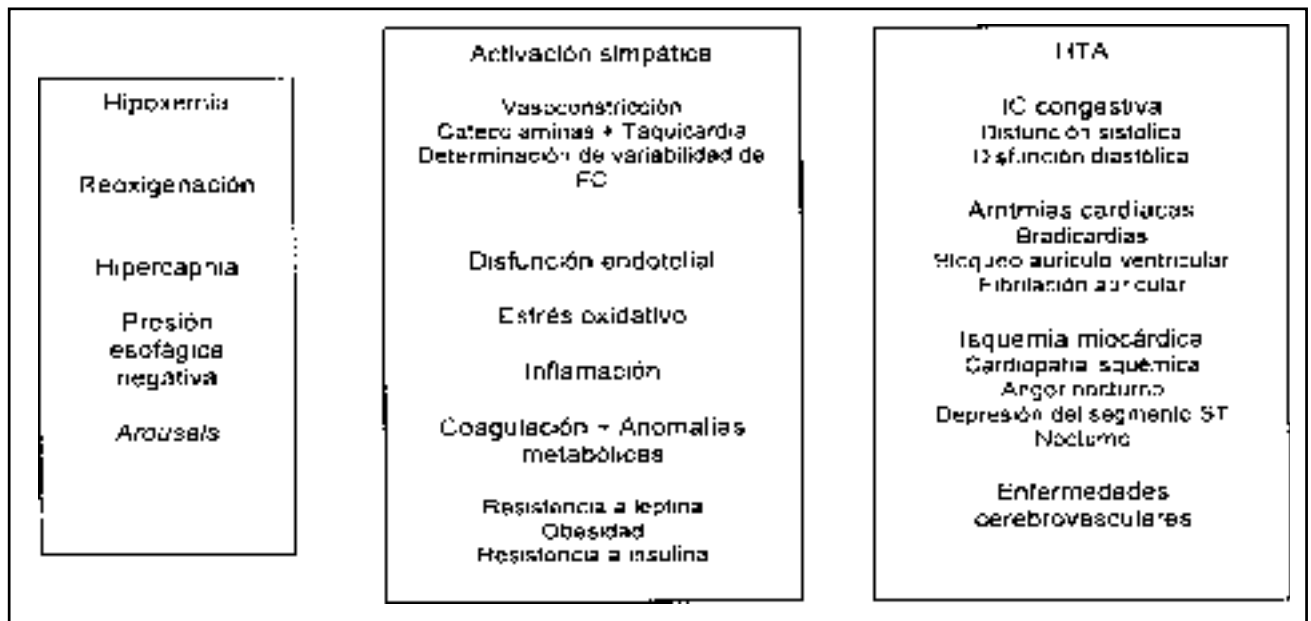 Hipoxemia
Reoxigenación
Hipercapnia
Presión
esofágica
negativa
Arousals
Activación simpática
Vasoconstricción
Catecolaminas + Taquicardia
Determinación de variabilidad de
FC
Disfunción endotelial
Estrés oxidativo
Inflamación
Coagulación - Anomalías
metabólicas
Resistencia a leptina
Obesidad
Resistencia a insulina
HTA
IC congestiva
Disfunción sistólica
Disfunción diastólica
Arritmias cardiacas
Bradicardias
Bloqueo auriculo ventricular
Fibrilación auricular
Isquemia miocárdica
Cardiopatía isquémica
Angor nocturno
Depresión del segmento ST
Nocturno
Enfermedades
cerebrovasculares